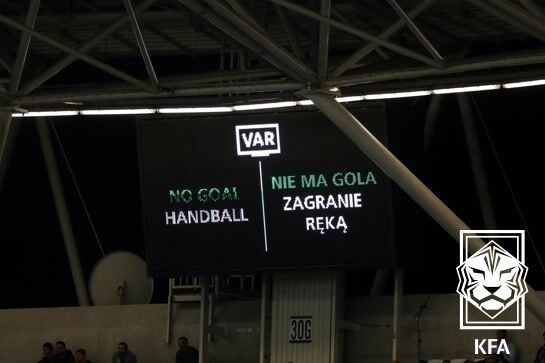 VAR
NO GOAL
HANDBALL
NIE MA GOLA
ZAGRANIE
RĘKĄ
30G
KFA